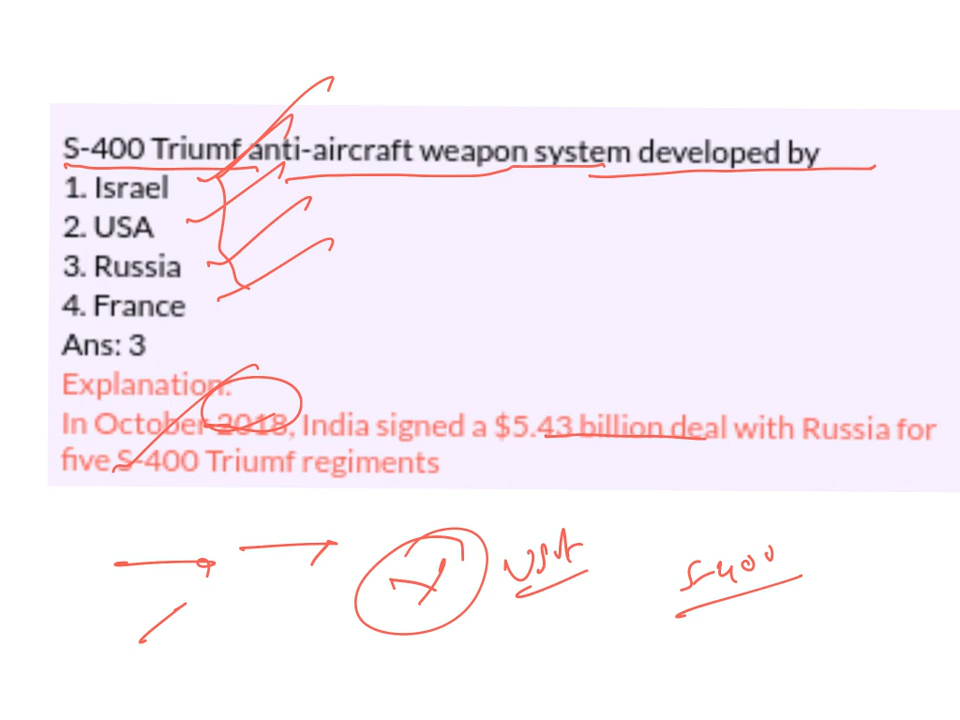 S-400 Triumf anti-aircraft weapon system developed by
1. Israel
2. USA
3. Russia
4. France
Ans: 3
Explanation:
In October 2018, India signed a $5.43 billion deal with Russia for
five S-400 Triumf regiments
USA S-400